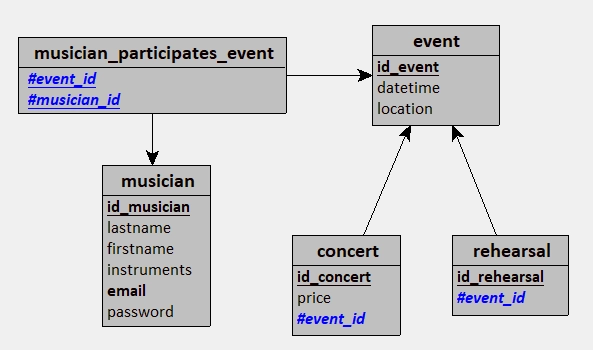 musician_participates_event
#event_id
#musician_id
event
id_event
datetime
location
musician
id_musician
lastname
firstname
instruments
email
password
concert
id_concert
price
#event_id
rehearsal
id_rehearsal
#event_id